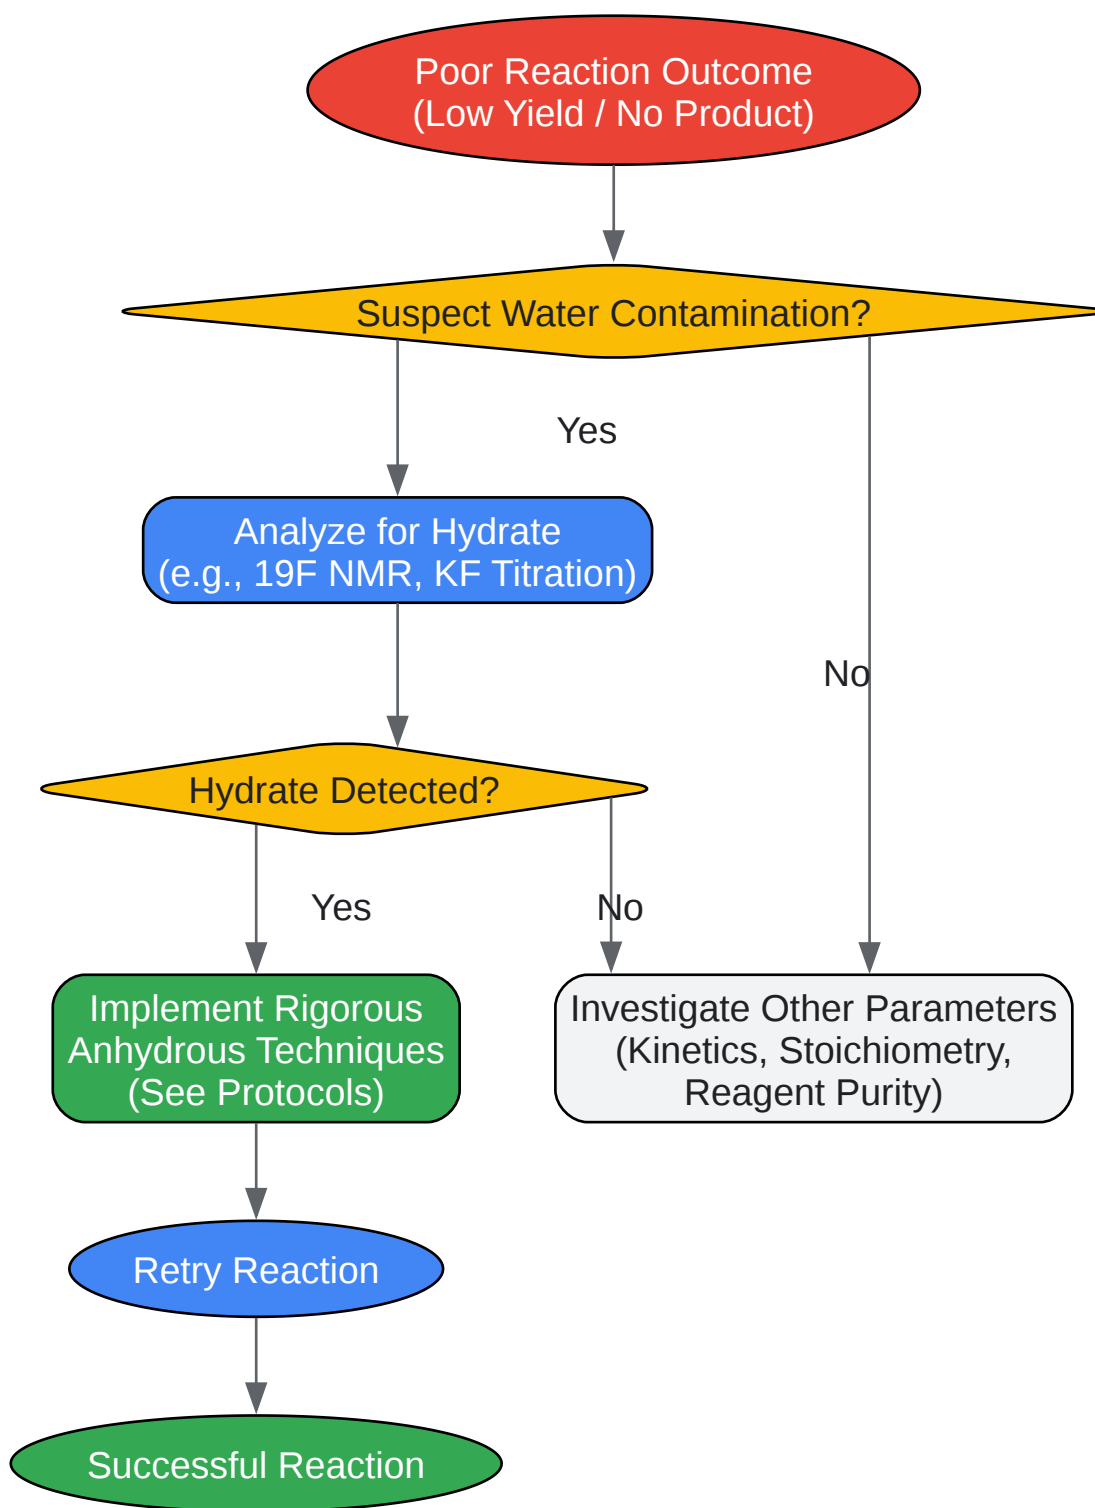 Poor Reaction Outcome
(Low Yield / No Product)
Suspect Water Contamination?
Yes
Analyze for Hydrate
(e.g., 19F NMR, KF Titration)
No
Hydrate Detected?
Yes
No
Implement Rigorous
Anhydrous Techniques
(See Protocols)
Investigate Other Parameters
(Kinetics, Stoichiometry,
Reagent Purity)
Retry Reaction
Successful Reaction